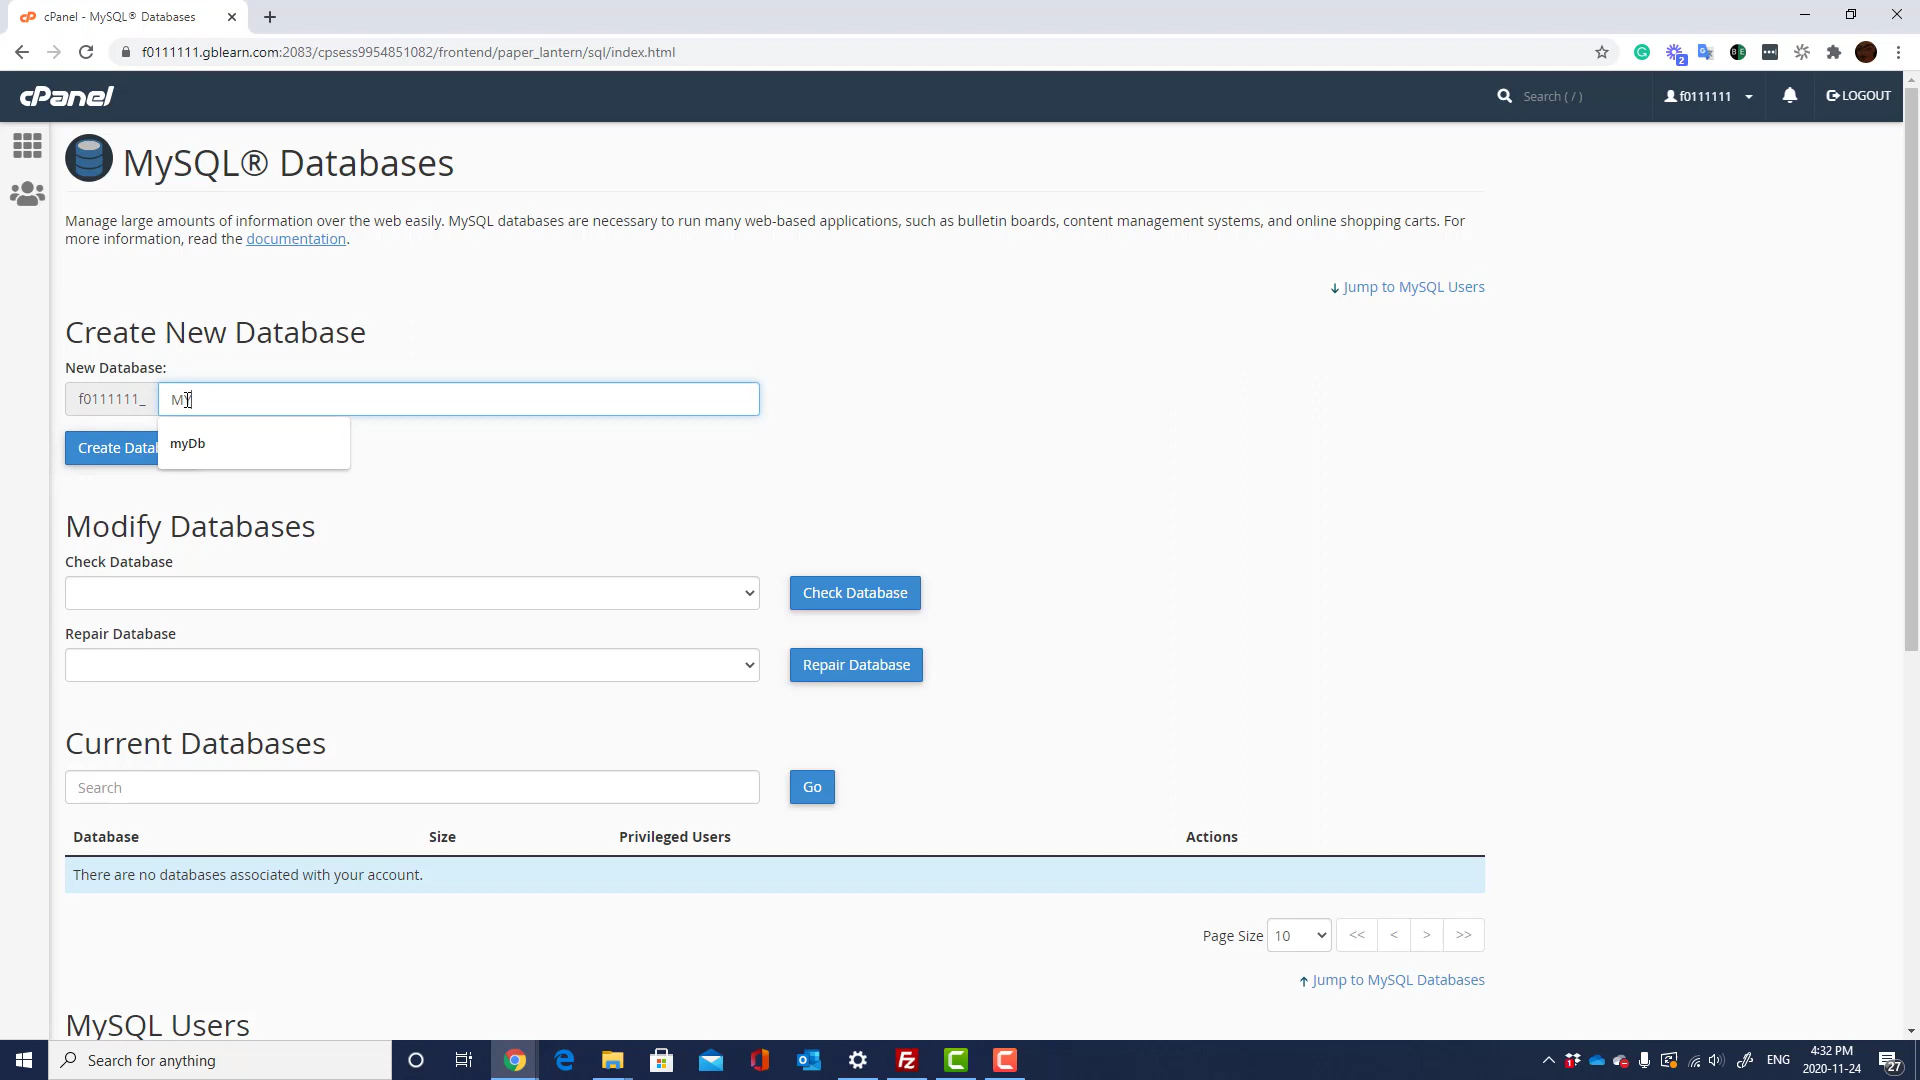 cPanel - MySQL® Databases
f0111111.gblearn.com:2083/cpsess9954851082/frontend/paper_lantern/sql/index.html
2
cPanel
Search ( / )
f0111111
LOGOUT
MySQL® Databases
Manage large amounts of information over the web easily. MySQL databases are necessary to run many web-based applications, such as bulletin boards, content management systems, and online shopping carts. For
more information, read the documentation.
Jump to MySQL Users
Create New Database
New Database:
f0111111_
MY
myDb
Create Datab
Modify Databases
Check Database
Check Database
Repair Database
Repair Database
Current Databases
Search
Go
Database Size Privileged Users Actions
There are no databases associated with your account.
Page Size 10 << < > >>
Jump to MySQL Databases
MySQL Users
Search for anything
ENG
4:32 PM
2020-11-24
27